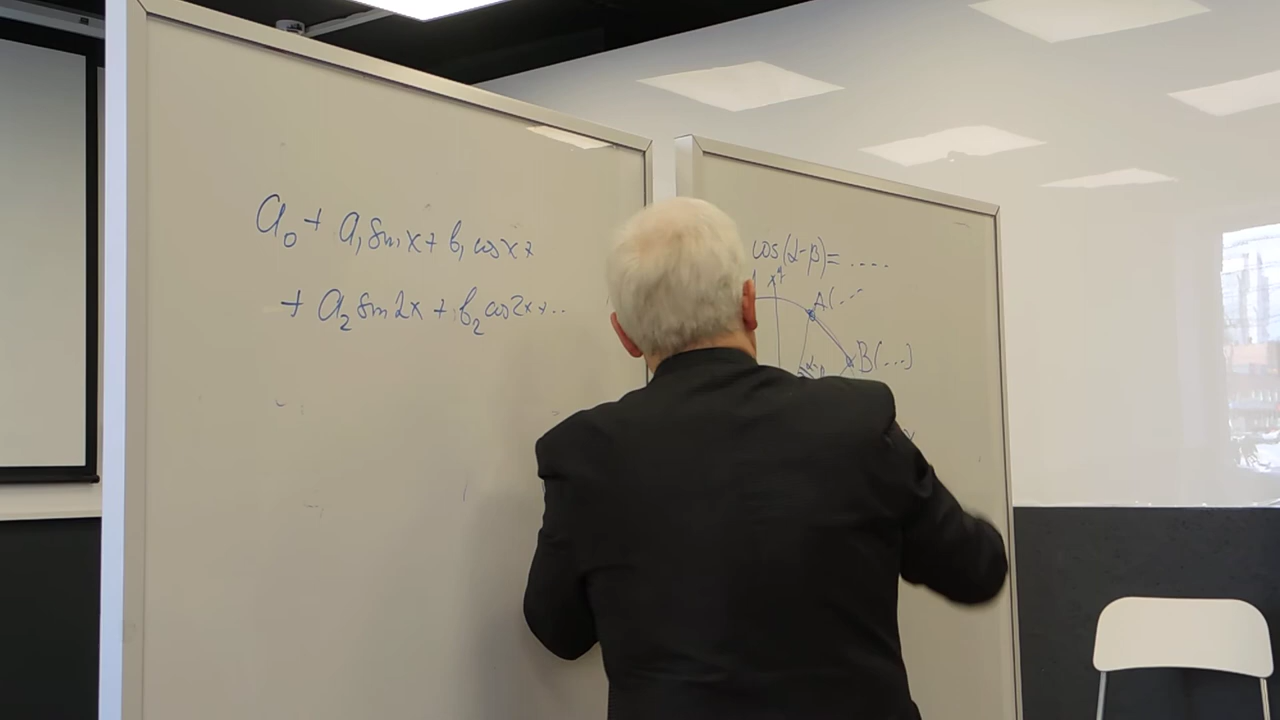 a₀ + a₁ sin x + b₁ cos x +
+ a₂ sin 2x + b₂ cos 2x + ..
cos(α-β)= ....
A(..
B(...)
x